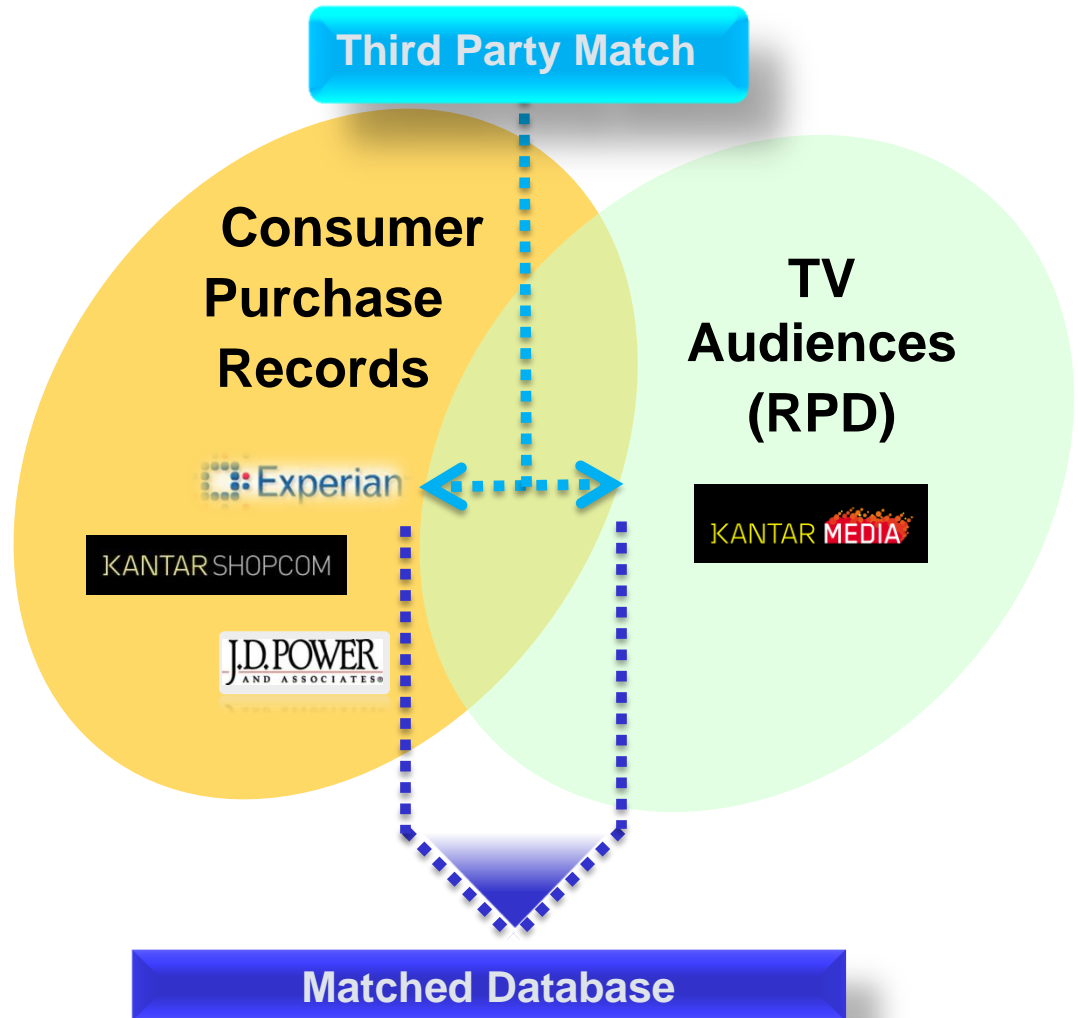 Third Party Match
Consumer
Purchase
Records
TV
Audiences
(RPD)
Experian
KANTAR MEDIA
KANTAR SHOPCOM
J.D. POWER
AND ASSOCIATES®
Matched Database